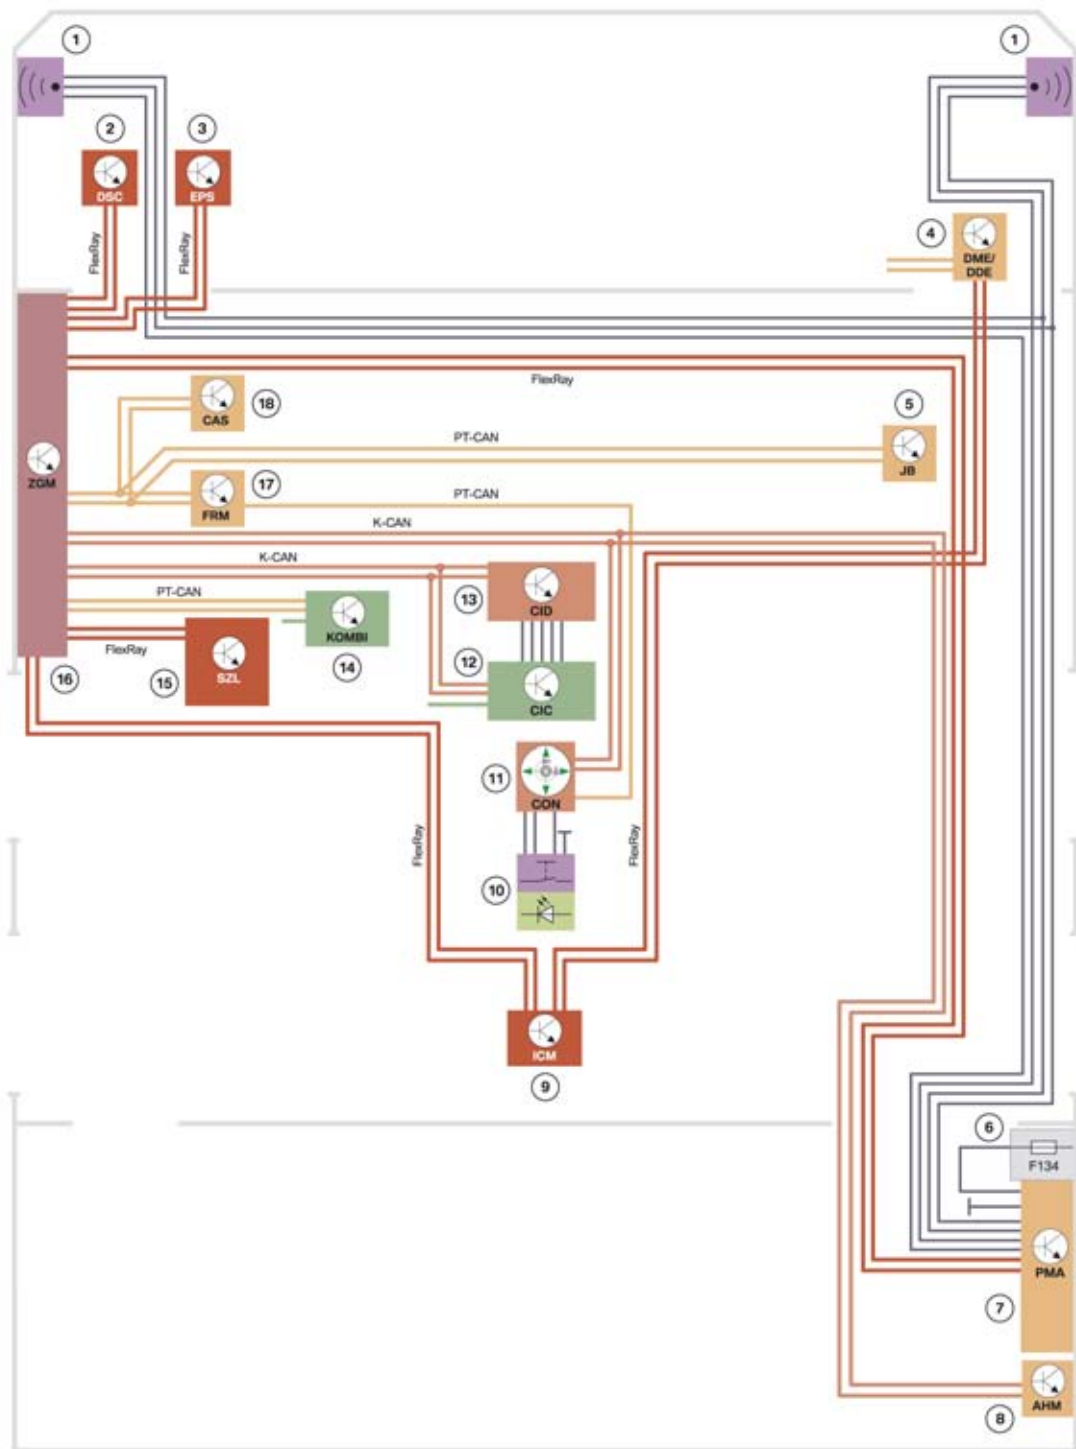 1
1
2
3
DSC
EPS
FlexRay
FlexRay
4
DME/
DDE
FlexRay
18
CAS
5
PT-CAN
JB
ZGM
17
FRM
PT-CAN
K-CAN
K-CAN
13
CID
PT-CAN
KOMBI
14
FlexRay
15
SZL
16
12
CIC
11
CON
FlexRay
FlexRay
10
ICM
9
6
F134
PMA
7
AHM
8